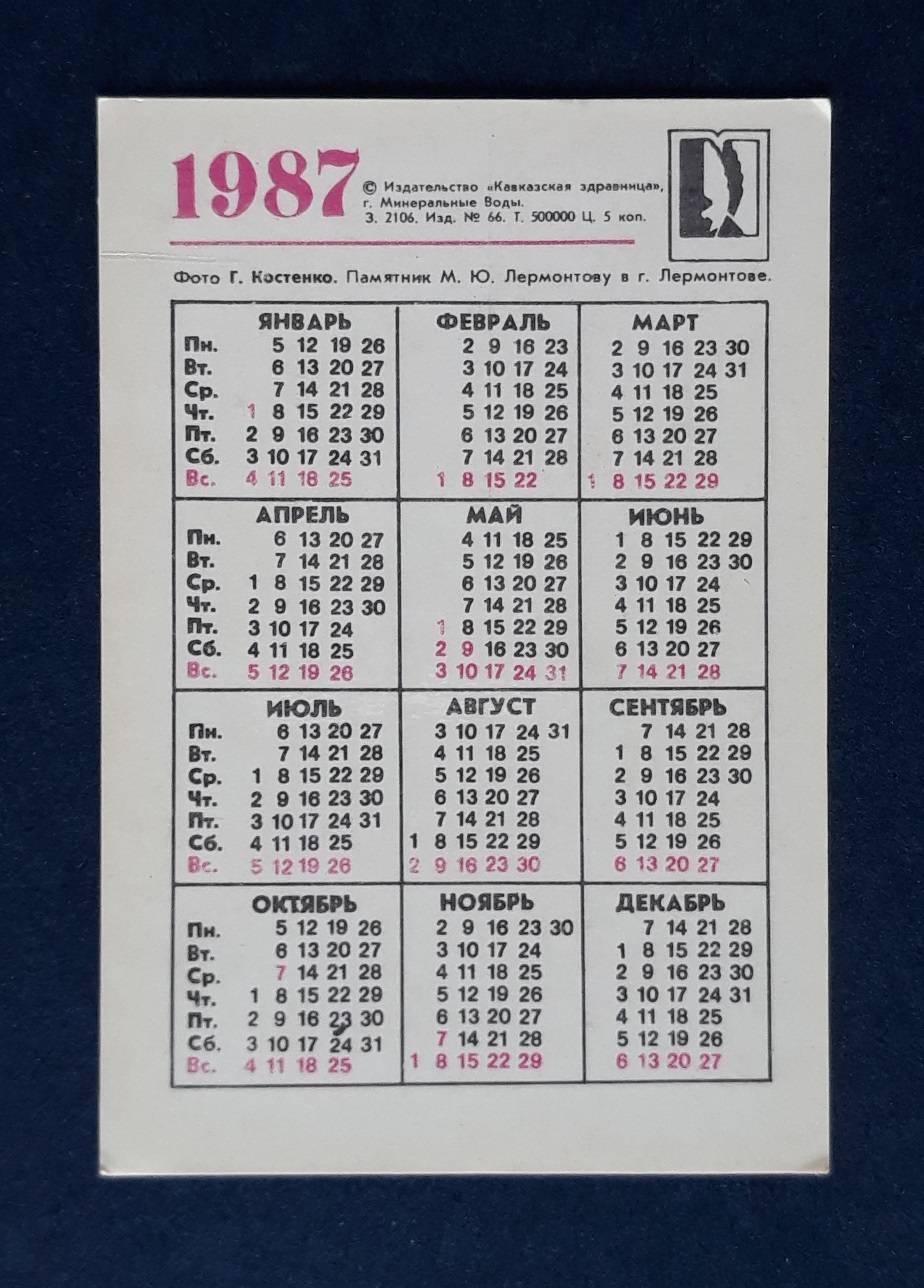 1987
© Издательство «Кавказская здравница»,
г. Минеральные Воды.
З. 2106. Изд. № 66. Т. 500000 Ц. 5 коп.
Фото Г. Костенко. Памятник М. Ю. Лермонтову в г. Лермонтове.
ЯНВАРЬ ФЕВРАЛЬ МАРТ
Пн. 5 12 19 26 2 9 16 23 2 9 16 23 30
Вт. 6 13 20 27 3 10 17 24 3 10 17 24 31
Ср. 7 14 21 28 4 11 18 25 4 11 18 25
Чт. 1 8 15 22 29 5 12 19 26 5 12 19 26
Пт. 2 9 16 23 30 6 13 20 27 6 13 20 27
Сб. 3 10 17 24 31 7 14 21 28 7 14 21 28
Вс. 4 11 18 25 1 8 15 22 1 8 15 22 29
АПРЕЛЬ МАЙ ИЮНЬ
Пн. 6 13 20 27 4 11 18 25 1 8 15 22 29
Вт. 7 14 21 28 5 12 19 26 2 9 16 23 30
Ср. 1 8 15 22 29 6 13 20 27 3 10 17 24
Чт. 2 9 16 23 30 7 14 21 28 4 11 18 25
Пт. 3 10 17 24 1 8 15 22 29 5 12 19 26
Сб. 4 11 18 25 2 9 16 23 30 6 13 20 27
Вс. 5 12 19 26 3 10 17 24 31 7 14 21 28
ИЮЛЬ АВГУСТ СЕНТЯБРЬ
Пн. 6 13 20 27 3 10 17 24 31 7 14 21 28
Вт. 7 14 21 28 4 11 18 25 1 8 15 22 29
Ср. 1 8 15 22 29 5 12 19 26 2 9 16 23 30
Чт. 2 9 16 23 30 6 13 20 27 3 10 17 24
Пт. 3 10 17 24 31 7 14 21 28 4 11 18 25
Сб. 4 11 18 25 1 8 15 22 29 5 12 19 26
Вс. 5 12 19 26 2 9 16 23 30 6 13 20 27
ОКТЯБРЬ НОЯБРЬ ДЕКАБРЬ
Пн. 5 12 19 26 2 9 16 23 30 7 14 21 28
Вт. 6 13 20 27 3 10 17 24 1 8 15 22 29
Ср. 7 14 21 28 4 11 18 25 2 9 16 23 30
Чт. 1 8 15 22 29 5 12 19 26 3 10 17 24 31
Пт. 2 9 16 23 30 6 13 20 27 4 11 18 25
Сб. 3 10 17 24 31 7 14 21 28 5 12 19 26
Вс. 4 11 18 25 1 8 15 22 29 6 13 20 27